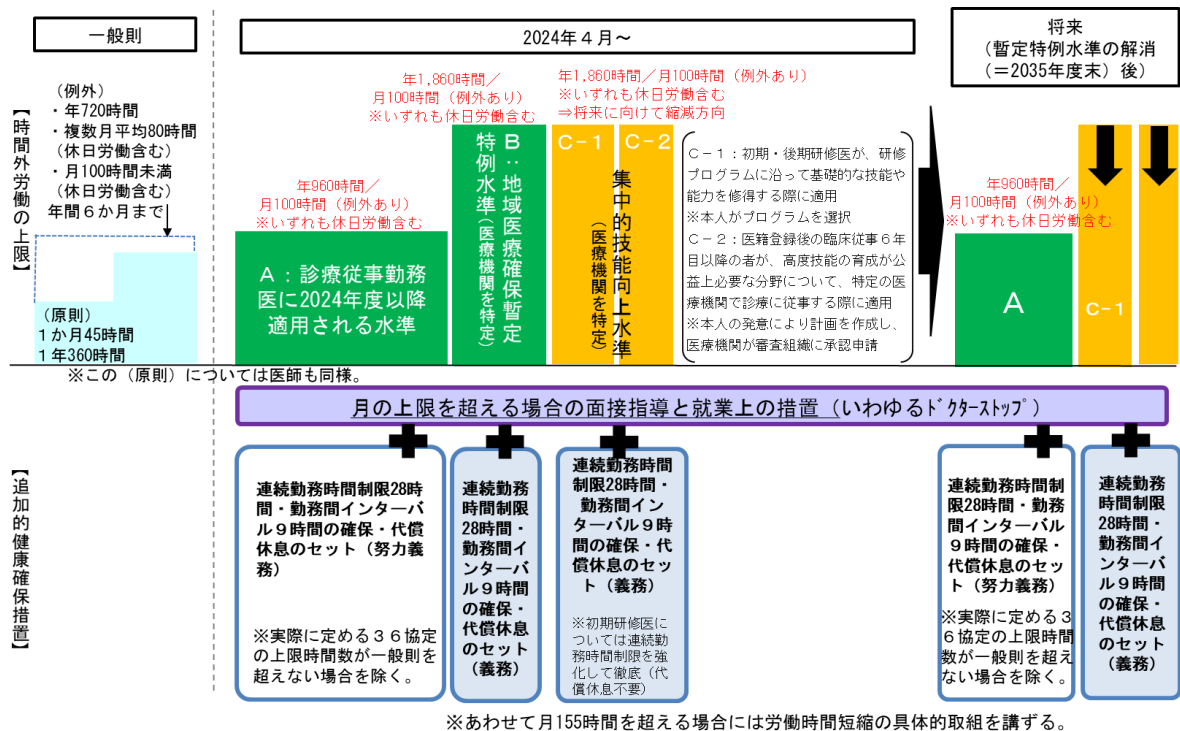 一般則
2024年４月～
将来
（暫定特例水準の解消
（＝2035年度末）後）
【時間外労働の上限】
（例外）
・年720時間
・複数月平均80時間
（休日労働含む）
・月100時間未満
（休日労働含む）
年間６か月まで
（原則）
１か月45時間
１年360時間
※この（原則）については医師も同様。
年960時間／
月100時間（例外あり）
※いずれも休日労働含む
Ａ：診療従事勤務
医に2024年度以降
適用される水準
年1,860時間／
月100時間（例外あり）
※いずれも休日労働含む
Ｂ：地域医療確保暫定
特例水準（医療機関を特定）
年1,860時間／月100時間（例外あり）
※いずれも休日労働含む
⇒将来に向けて縮減方向
Ｃ－１
Ｃ－２
集中的技能向上水準
（医療機関を特定）
Ｃ－１：初期・後期研修医が、研修
プログラムに沿って基礎的な技能や
能力を修得する際に適用
※本人がプログラムを選択
Ｃ－２：医籍登録後の臨床従事６年
目以降の者が、高度技能の育成が公
益上必要な分野について、特定の医
療機関で診療に従事する際に適用
※本人の発意により計画を作成し、
医療機関が審査組織に承認申請
年960時間／
月100時間（例外あり）
※いずれも休日労働含む
Ａ
Ｃ－１
月の上限を超える場合の面接指導と就業上の措置（いわゆるﾄﾞｸﾀｰｽﾄｯﾌﾟ）
【追加的健康確保措置】
連続勤務時間制限28時
間・勤務間インターバ
ル９時間の確保・代償
休息のセット（努力義
務）
※実際に定める３６協定
の上限時間数が一般則を
超えない場合を除く。
連続勤務
時間制限
28時間・
勤務間イ
ンターバ
ル９時間
の確保・
代償休息
のセット
（義務）
連続勤務時間
制限28時間・
勤務間イン
ターバル９時
間の確保・代
償休息のセッ
ト（義務）
※初期研修医に
ついては連続勤
務時間制限を強
化して徹底（代
償休息不要）
連続勤務時間制
限28時間・勤務
間インターバル
９時間の確保・
代償休息のセッ
ト（努力義務）
※実際に定める３
６協定の上限時間
数が一般則を超え
ない場合を除く。
連続勤務
時間制限
28時間・
勤務間イ
ンターバ
ル９時間
の確保・
代償休息
のセット
（義務）
※あわせて月155時間を超える場合には労働時間短縮の具体的取組を講ずる。